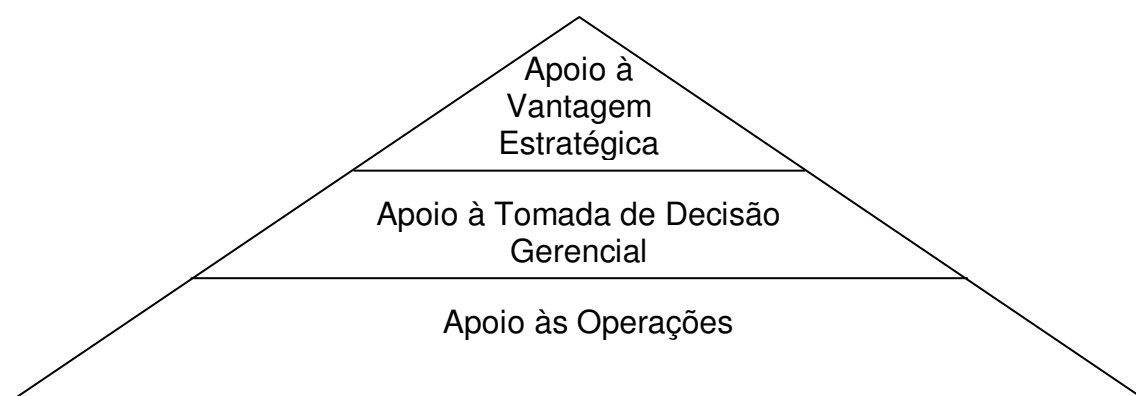 Apoio à
Vantagem
Estratégica
Apoio à Tomada de Decisão
Gerencial
Apoio às Operações